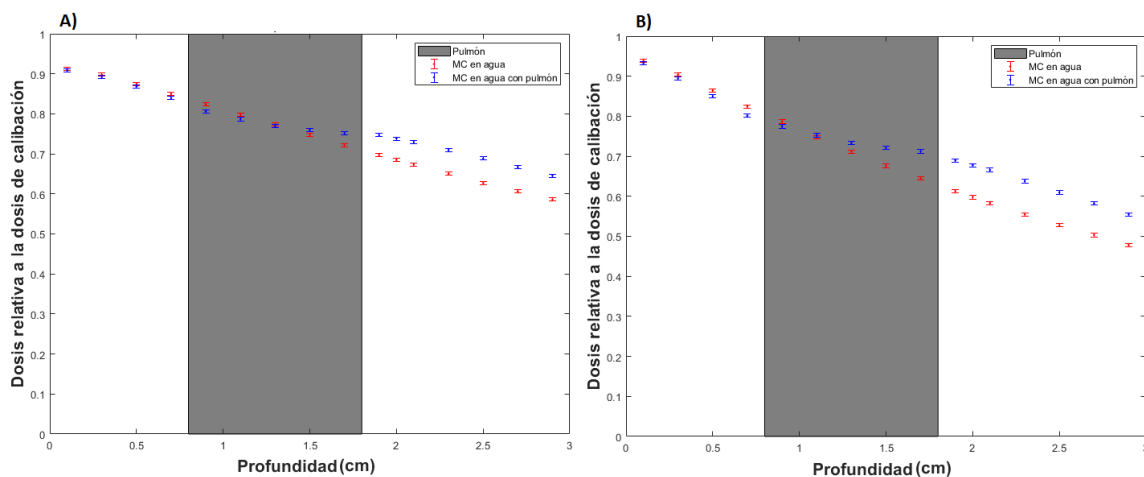 A)
Pulmón
MC en agua
MC en agua con pulmón
Dosis relativa a la dosis de calibación
1
0.9
0.8
0.7
0.6
0.5
0.4
0.3
0.2
0.1
0
0 0.5 1 1.5 2 2.5 3
Profundidad (cm)
B)
Pulmón
MC en agua
MC en agua con pulmón
Dosis relativa a la dosis de calibación
1
0.9
0.8
0.7
0.6
0.5
0.4
0.3
0.2
0.1
0
0 0.5 1 1.5 2 2.5 3
Profundidad (cm)